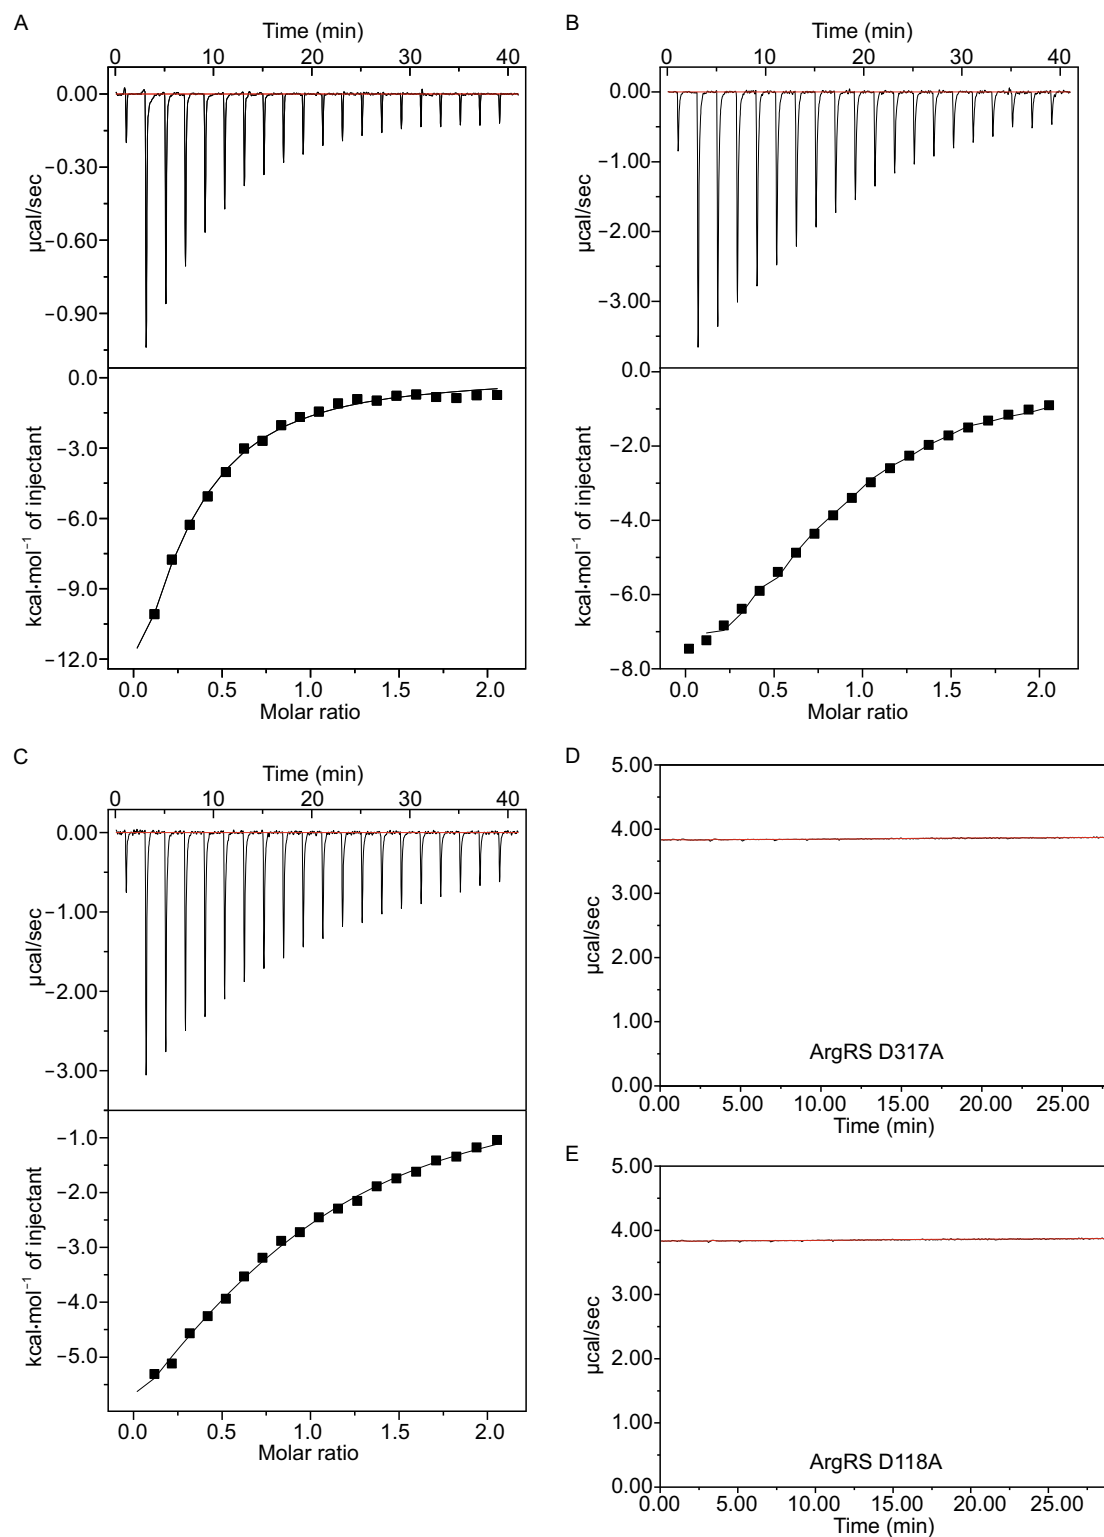 A
Time (min)
0 10 20 30 40
0.00
−0.30
−0.60
−0.90
µcal/sec
0.0
−3.0
−6.0
−9.0
−12.0
kcal·mol⁻¹ of injectant
0.0 0.5 1.0 1.5 2.0
Molar ratio
B
Time (min)
0 10 20 30 40
0.00
−1.00
−2.00
−3.00
µcal/sec
0.0
−2.0
−4.0
−6.0
−8.0
kcal·mol⁻¹ of injectant
0.0 0.5 1.0 1.5 2.0
Molar ratio
C
Time (min)
0 10 20 30 40
0.00
−1.00
−2.00
−3.00
µcal/sec
−1.0
−2.0
−3.0
−4.0
−5.0
kcal·mol⁻¹ of injectant
0.0 0.5 1.0 1.5 2.0
Molar ratio
D
5.00
4.00
3.00
2.00
1.00
0.00
µcal/sec
ArgRS D317A
0.00 5.00 10.00 15.00 20.00 25.00
Time (min)
E
5.00
4.00
3.00
2.00
1.00
0.00
µcal/sec
ArgRS D118A
0.00 5.00 10.00 15.00 20.00 25.00
Time (min)